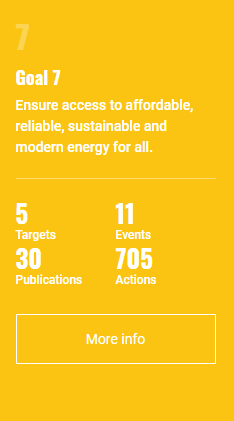 7
Goal 7
Ensure access to affordable,
reliable, sustainable and
modern energy for all.
5 11
Targets Events
30 705
Publications Actions
More info